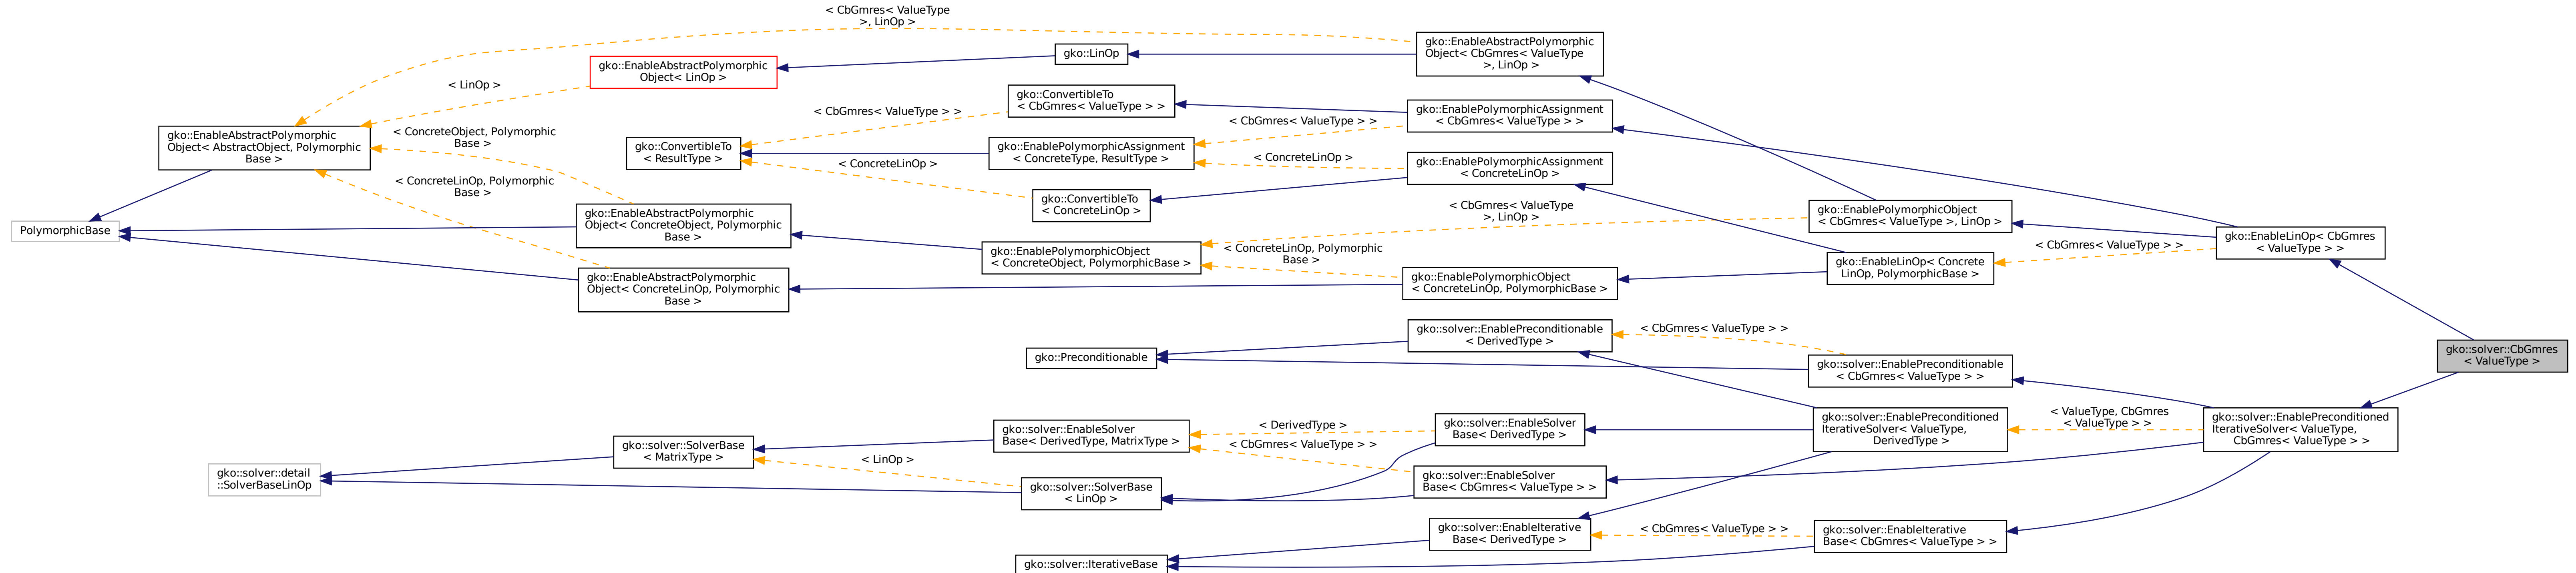 < CbGmres< ValueType
>, LinOp >
gko::EnableAbstractPolymorphic
Object< CbGmres< ValueType
>, LinOp >
gko::LinOp
gko::EnableAbstractPolymorphic
Object< LinOp >
< LinOp >
gko::ConvertibleTo
< CbGmres< ValueType > >
< CbGmres< ValueType > >
gko::EnablePolymorphicAssignment
< CbGmres< ValueType > >
< CbGmres< ValueType > >
gko::EnableAbstractPolymorphic
Object< AbstractObject, Polymorphic
Base >
< ConcreteObject, Polymorphic
Base >
gko::ConvertibleTo
< ResultType >
gko::EnablePolymorphicAssignment
< ConcreteType, ResultType >
< ConcreteLinOp >
gko::EnablePolymorphicAssignment
< ConcreteLinOp >
< ConcreteLinOp >
< ConcreteLinOp, Polymorphic
Base >
gko::ConvertibleTo
< ConcreteLinOp >
PolymorphicBase
gko::EnableAbstractPolymorphic
Object< ConcreteObject, Polymorphic
Base >
< CbGmres< ValueType
>, LinOp >
gko::EnablePolymorphicObject
< CbGmres< ValueType >, LinOp >
gko::EnableLinOp< CbGmres
< ValueType > >
< CbGmres< ValueType > >
gko::EnablePolymorphicObject
< ConcreteObject, PolymorphicBase >
< ConcreteLinOp, Polymorphic
Base >
gko::EnableLinOp< Concrete
LinOp, PolymorphicBase >
gko::EnableAbstractPolymorphic
Object< ConcreteLinOp, Polymorphic
Base >
gko::EnablePolymorphicObject
< ConcreteLinOp, PolymorphicBase >
gko::solver::EnablePreconditionable
< DerivedType >
< CbGmres< ValueType > >
gko::Preconditionable
gko::solver::EnablePreconditionable
< CbGmres< ValueType > >
gko::solver::CbGmres
< ValueType >
gko::solver::EnableSolver
Base< DerivedType, MatrixType >
< DerivedType >
gko::solver::EnableSolver
Base< DerivedType >
gko::solver::EnablePreconditioned
IterativeSolver< ValueType,
DerivedType >
< ValueType, CbGmres
< ValueType > >
gko::solver::EnablePreconditioned
IterativeSolver< ValueType,
CbGmres< ValueType > >
gko::solver::SolverBase
< MatrixType >
< CbGmres< ValueType > >
< LinOp >
gko::solver::detail
::SolverBaseLinOp
gko::solver::SolverBase
< LinOp >
gko::solver::EnableSolver
Base< CbGmres< ValueType > >
gko::solver::EnableIterative
Base< DerivedType >
< CbGmres< ValueType > >
gko::solver::EnableIterative
Base< CbGmres< ValueType > >
gko::solver::IterativeBase